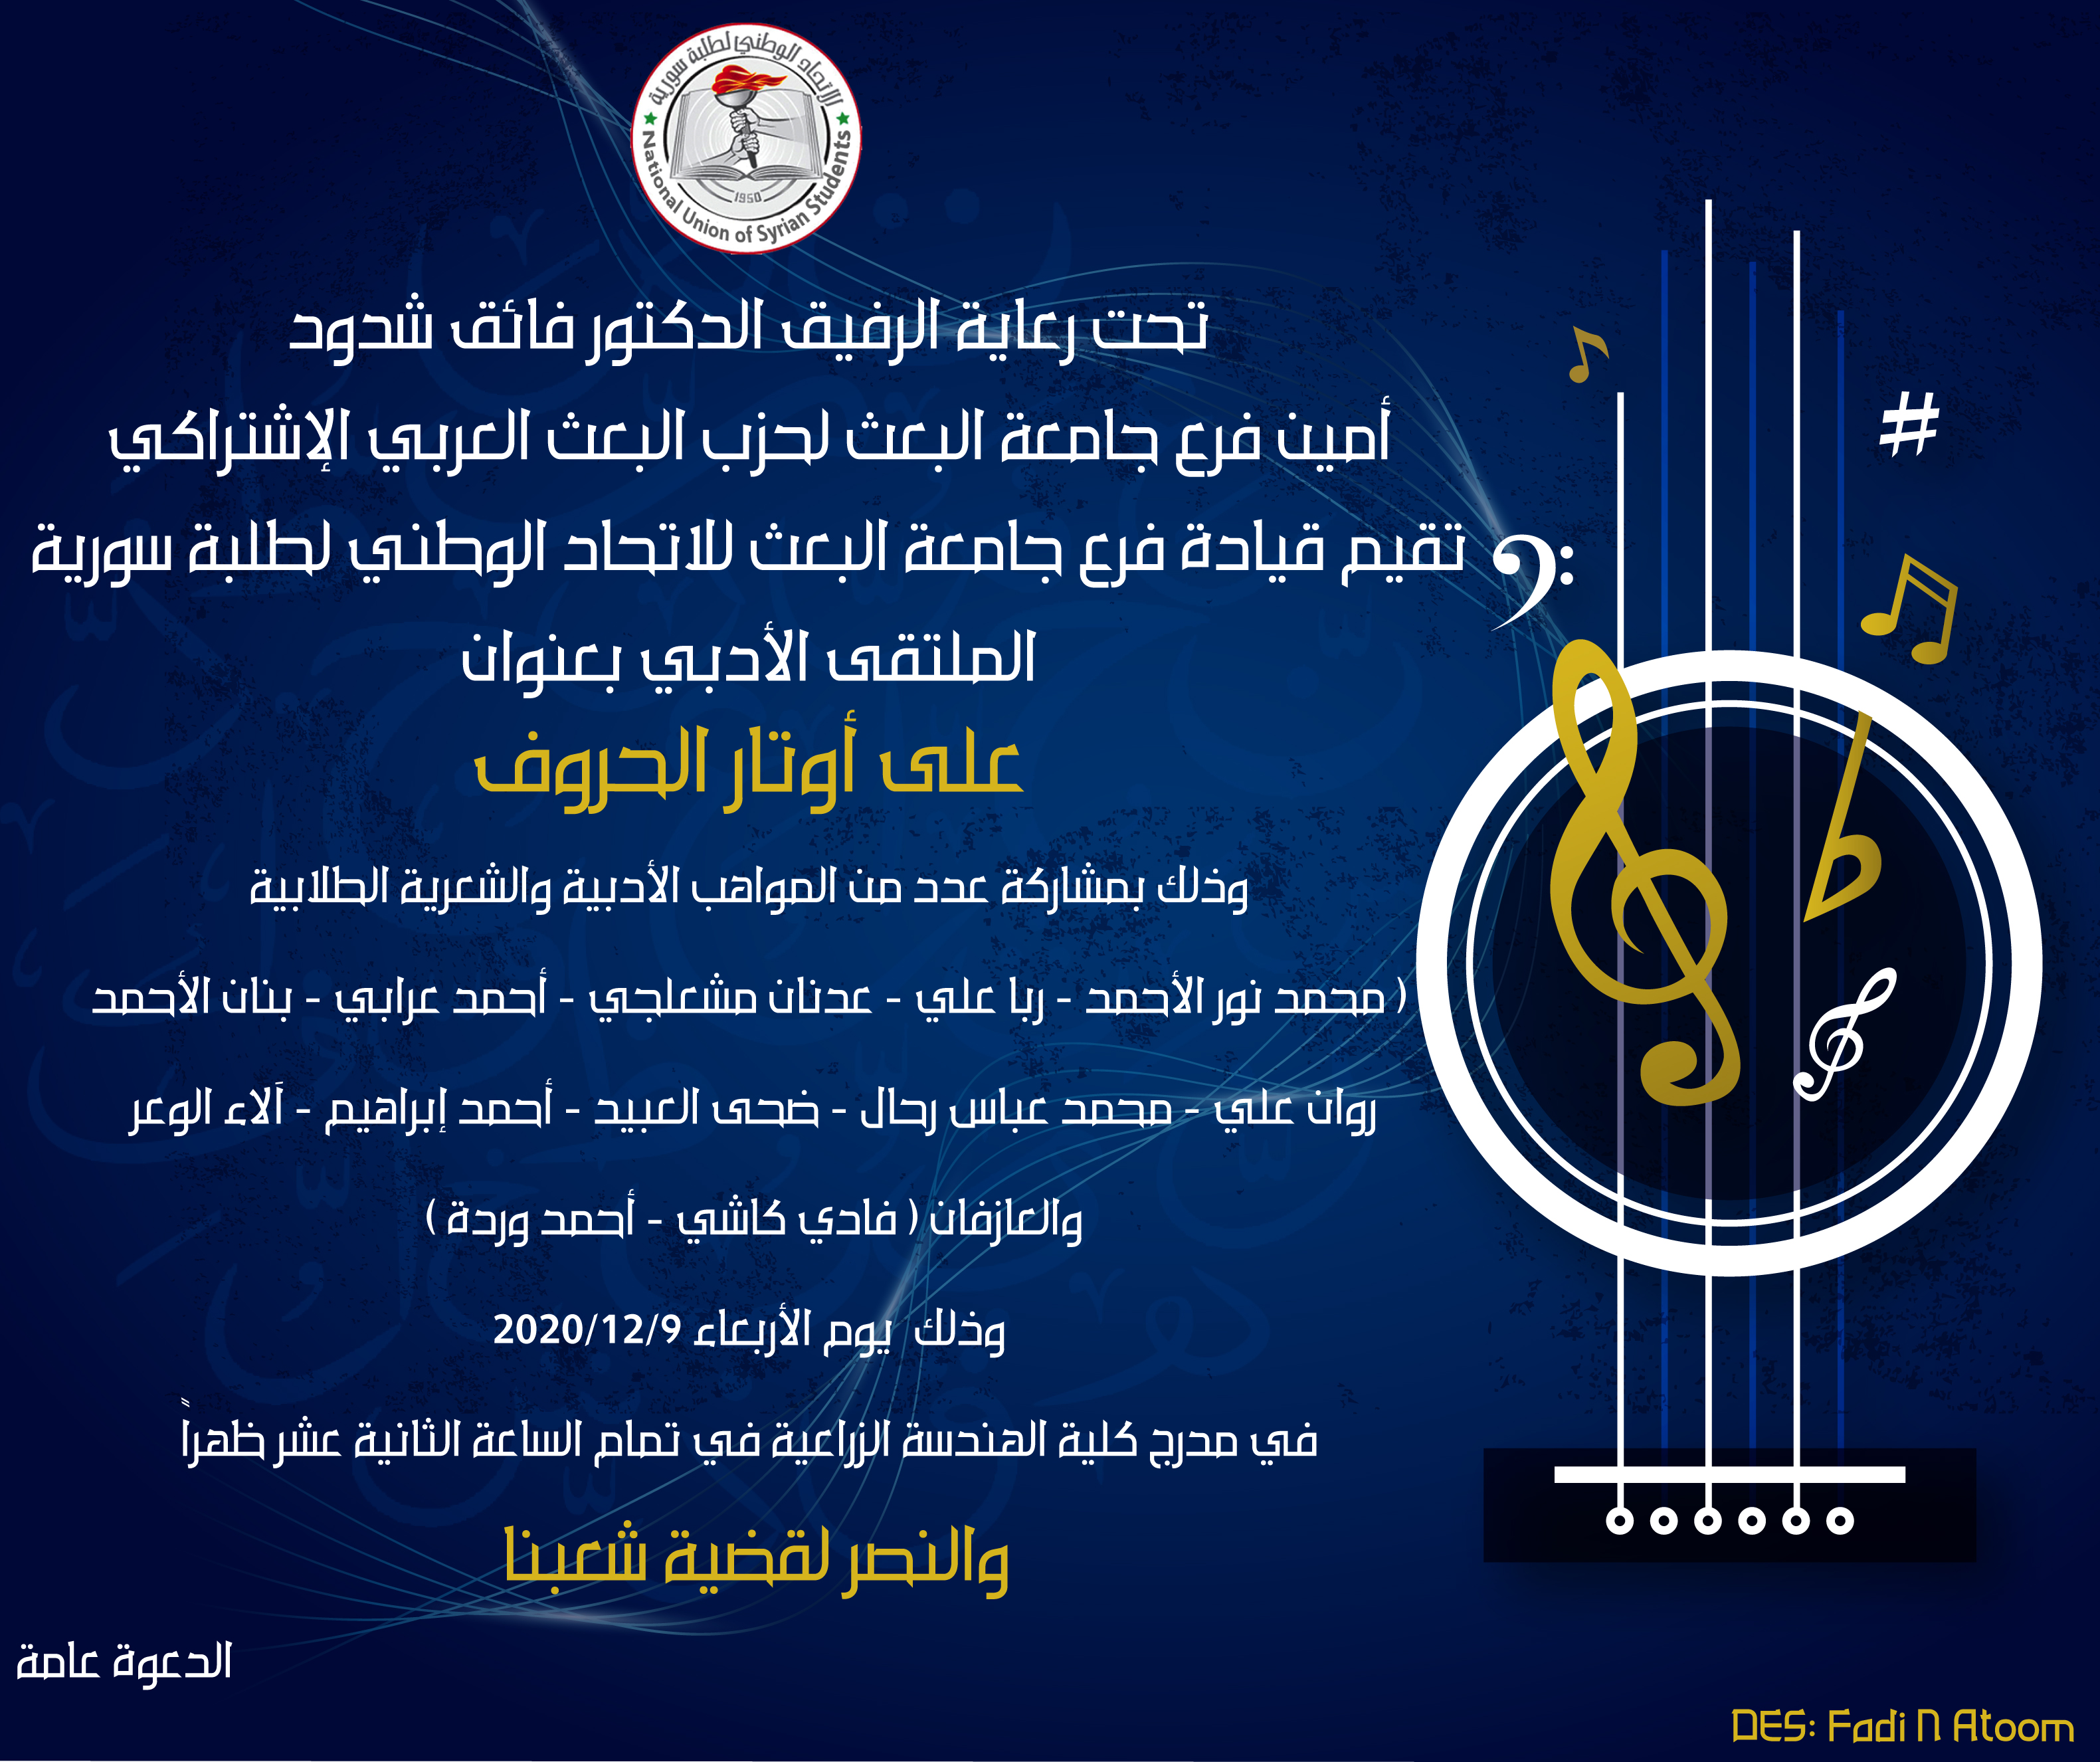 الاتحاد الوطني لطلبة سورية
1950
National Union of Syrian Students
تحت رعاية الرفيق الدكتور فائق شدود
أمين فرع جامعة البعث لحزب البعث العربي الإشتراكي
تقيم قيادة فرع جامعة البعث للاتحاد الوطني لطلبة سورية
الملتقى الأدبي بعنوان
على أوتار الحروف
وذلك بمشاركة عدد من المواهب الأدبية والشعرية الطلابية
( محمد نور الأحمد - ربا علي - عدنان مشعلجي - أحمد عرابي - بنان الأحمد
روان علي - محمد عباس رحال - ضحى العبيد - أحمد إبراهيم - آلاء الوعر
والعازفان ( فادي كاشي - أحمد وردة )
وذلك يوم الأربعاء 2020/12/9
في مدرج كلية الهندسة الزراعية في تمام الساعة الثانية عشر ظهراً
والنصر لقضية شعبنا
الدعوة عامة
DES: Fadi N Atoom